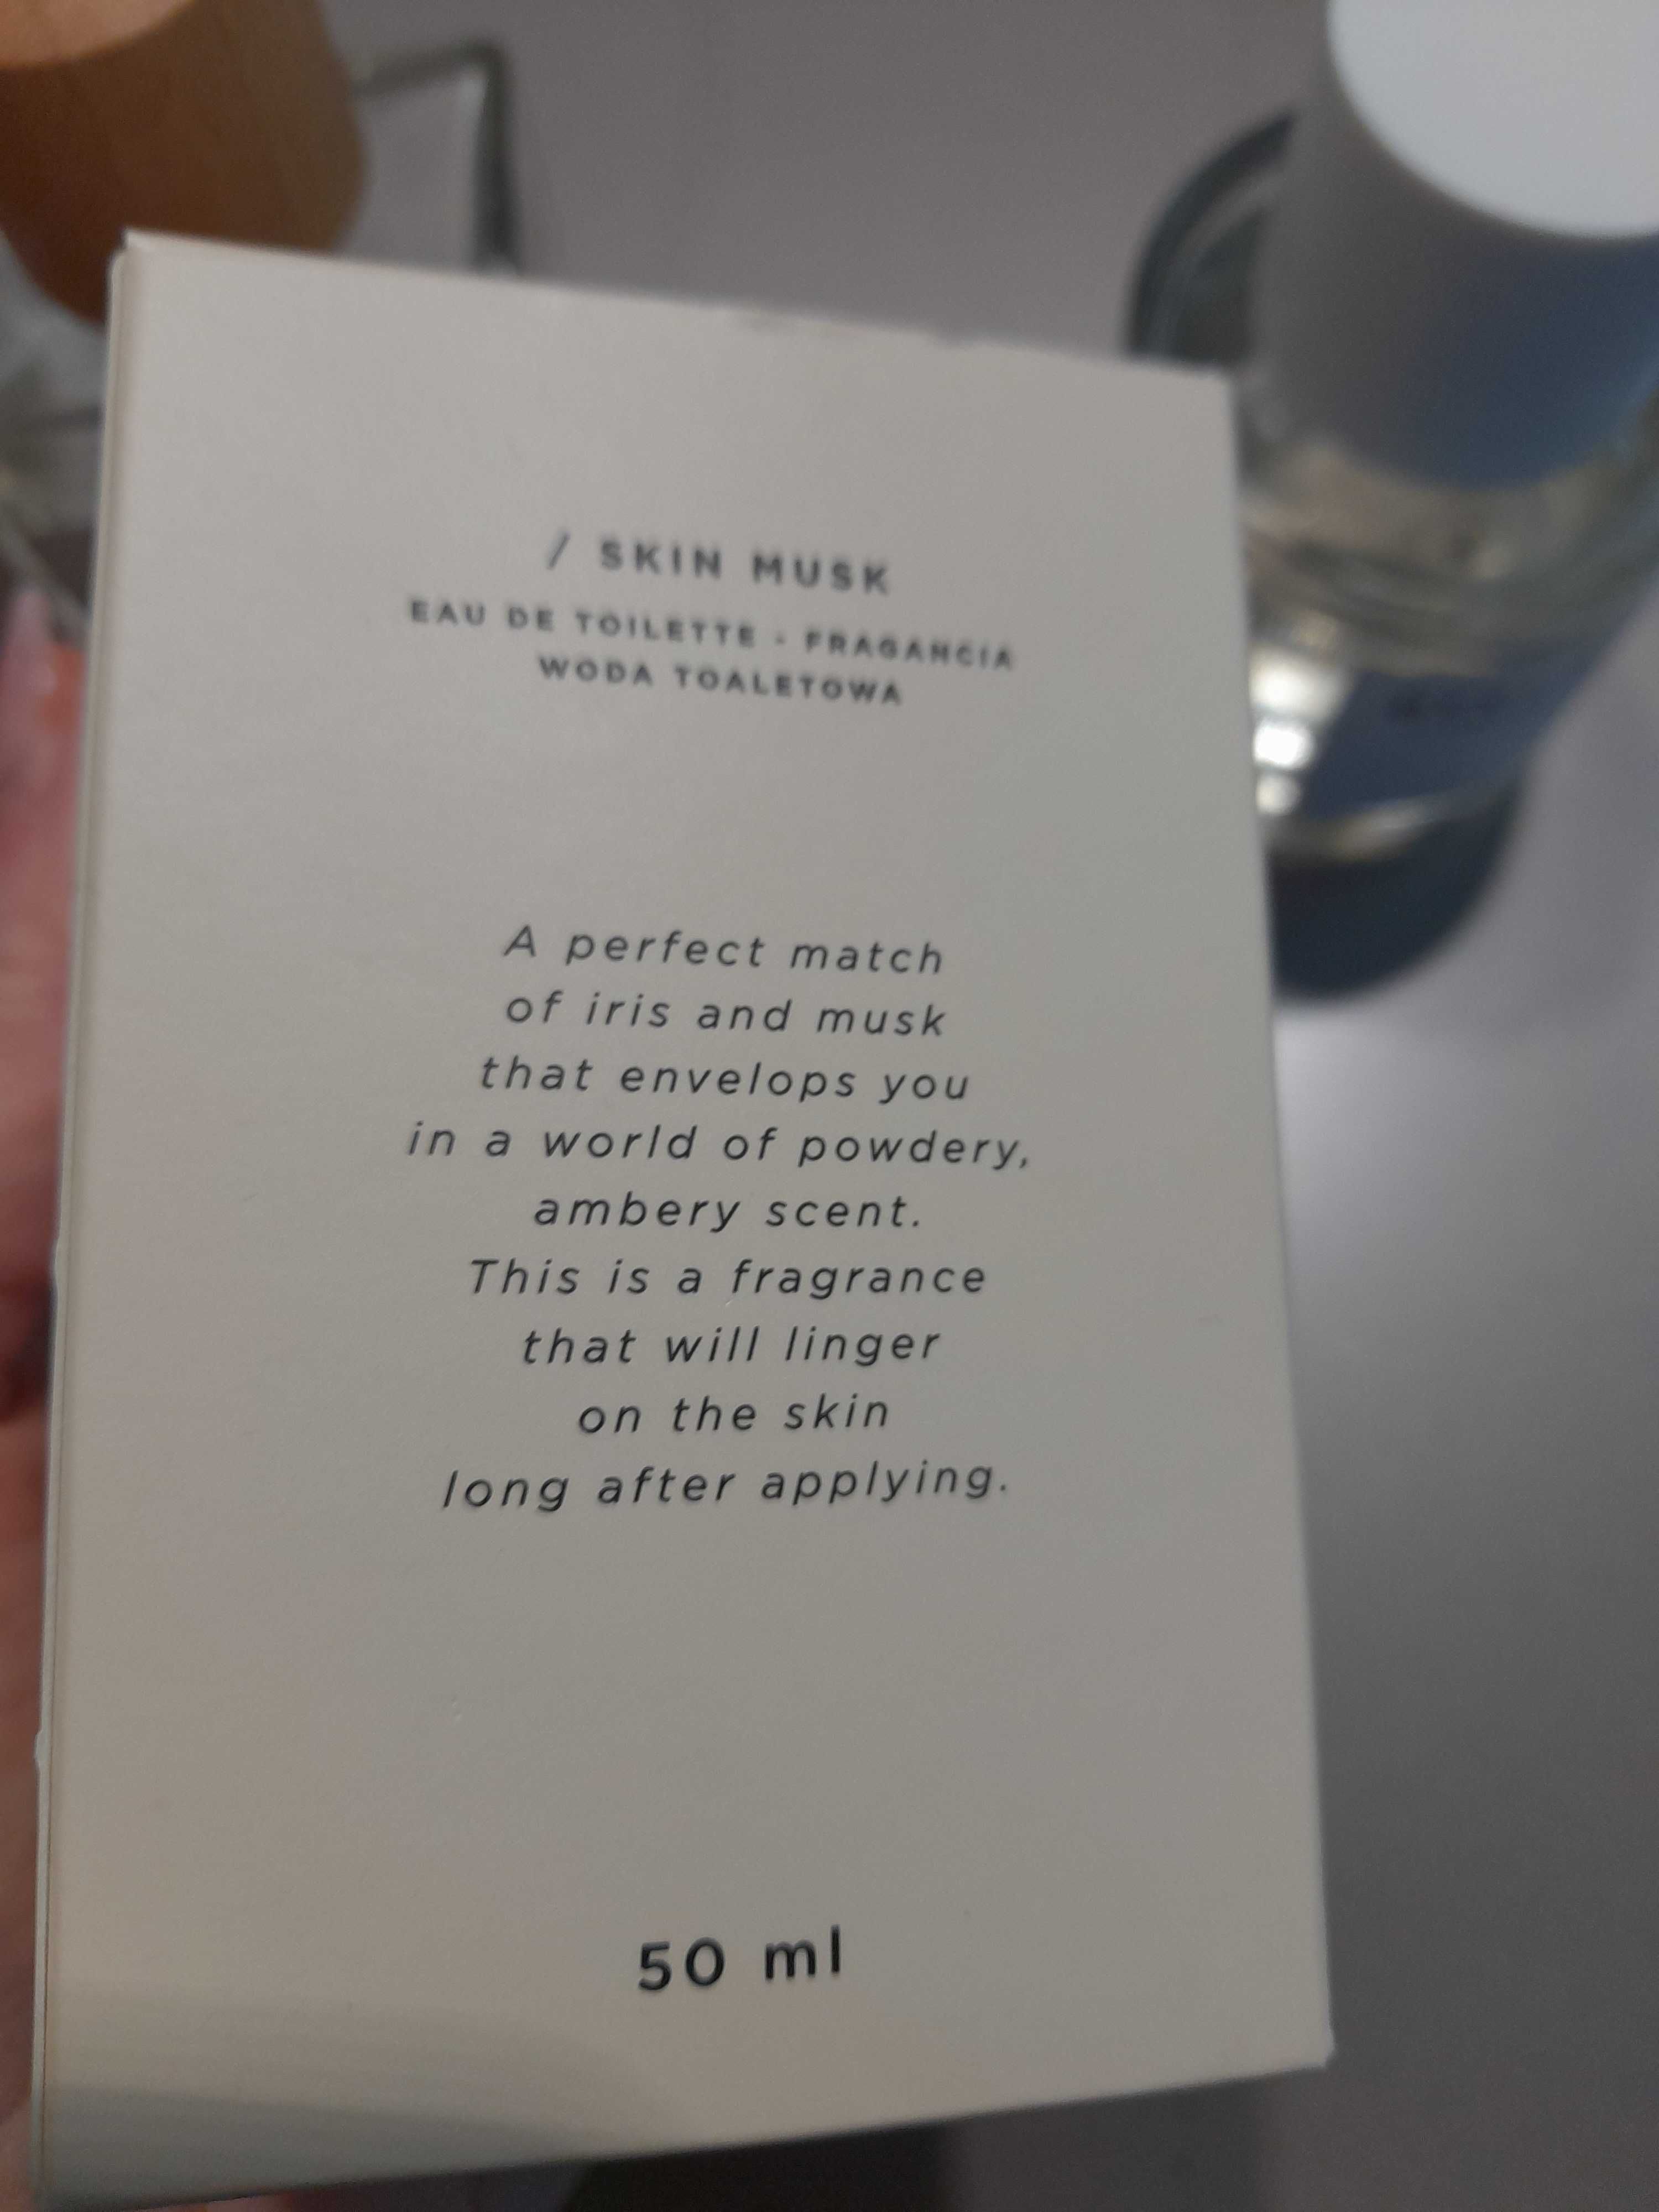 / SKIN MUSK
EAU DE TOILETTE - FRAGANCIA
WODA TOALETOWA
A perfect match
of iris and musk
that envelops you
in a world of powdery,
ambery scent.
This is a fragrance
that will linger
on the skin
long after applying.
50 ml